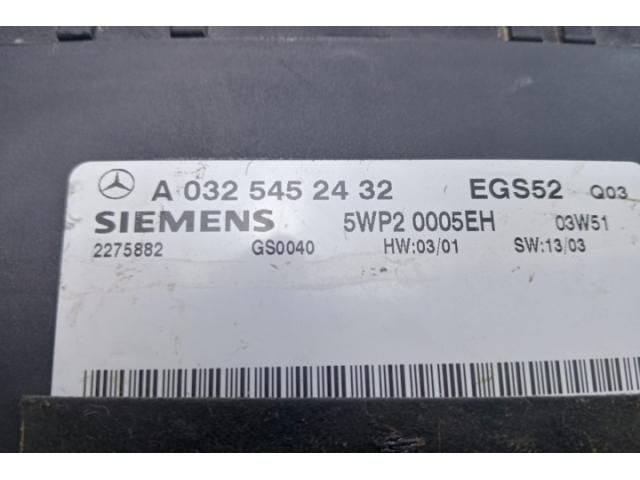 A 032 545 24 32 EGS52 Q03
SIEMENS 5WP2 0005EH 03W51
2275882 GS0040 HW:03/01 SW:13/03